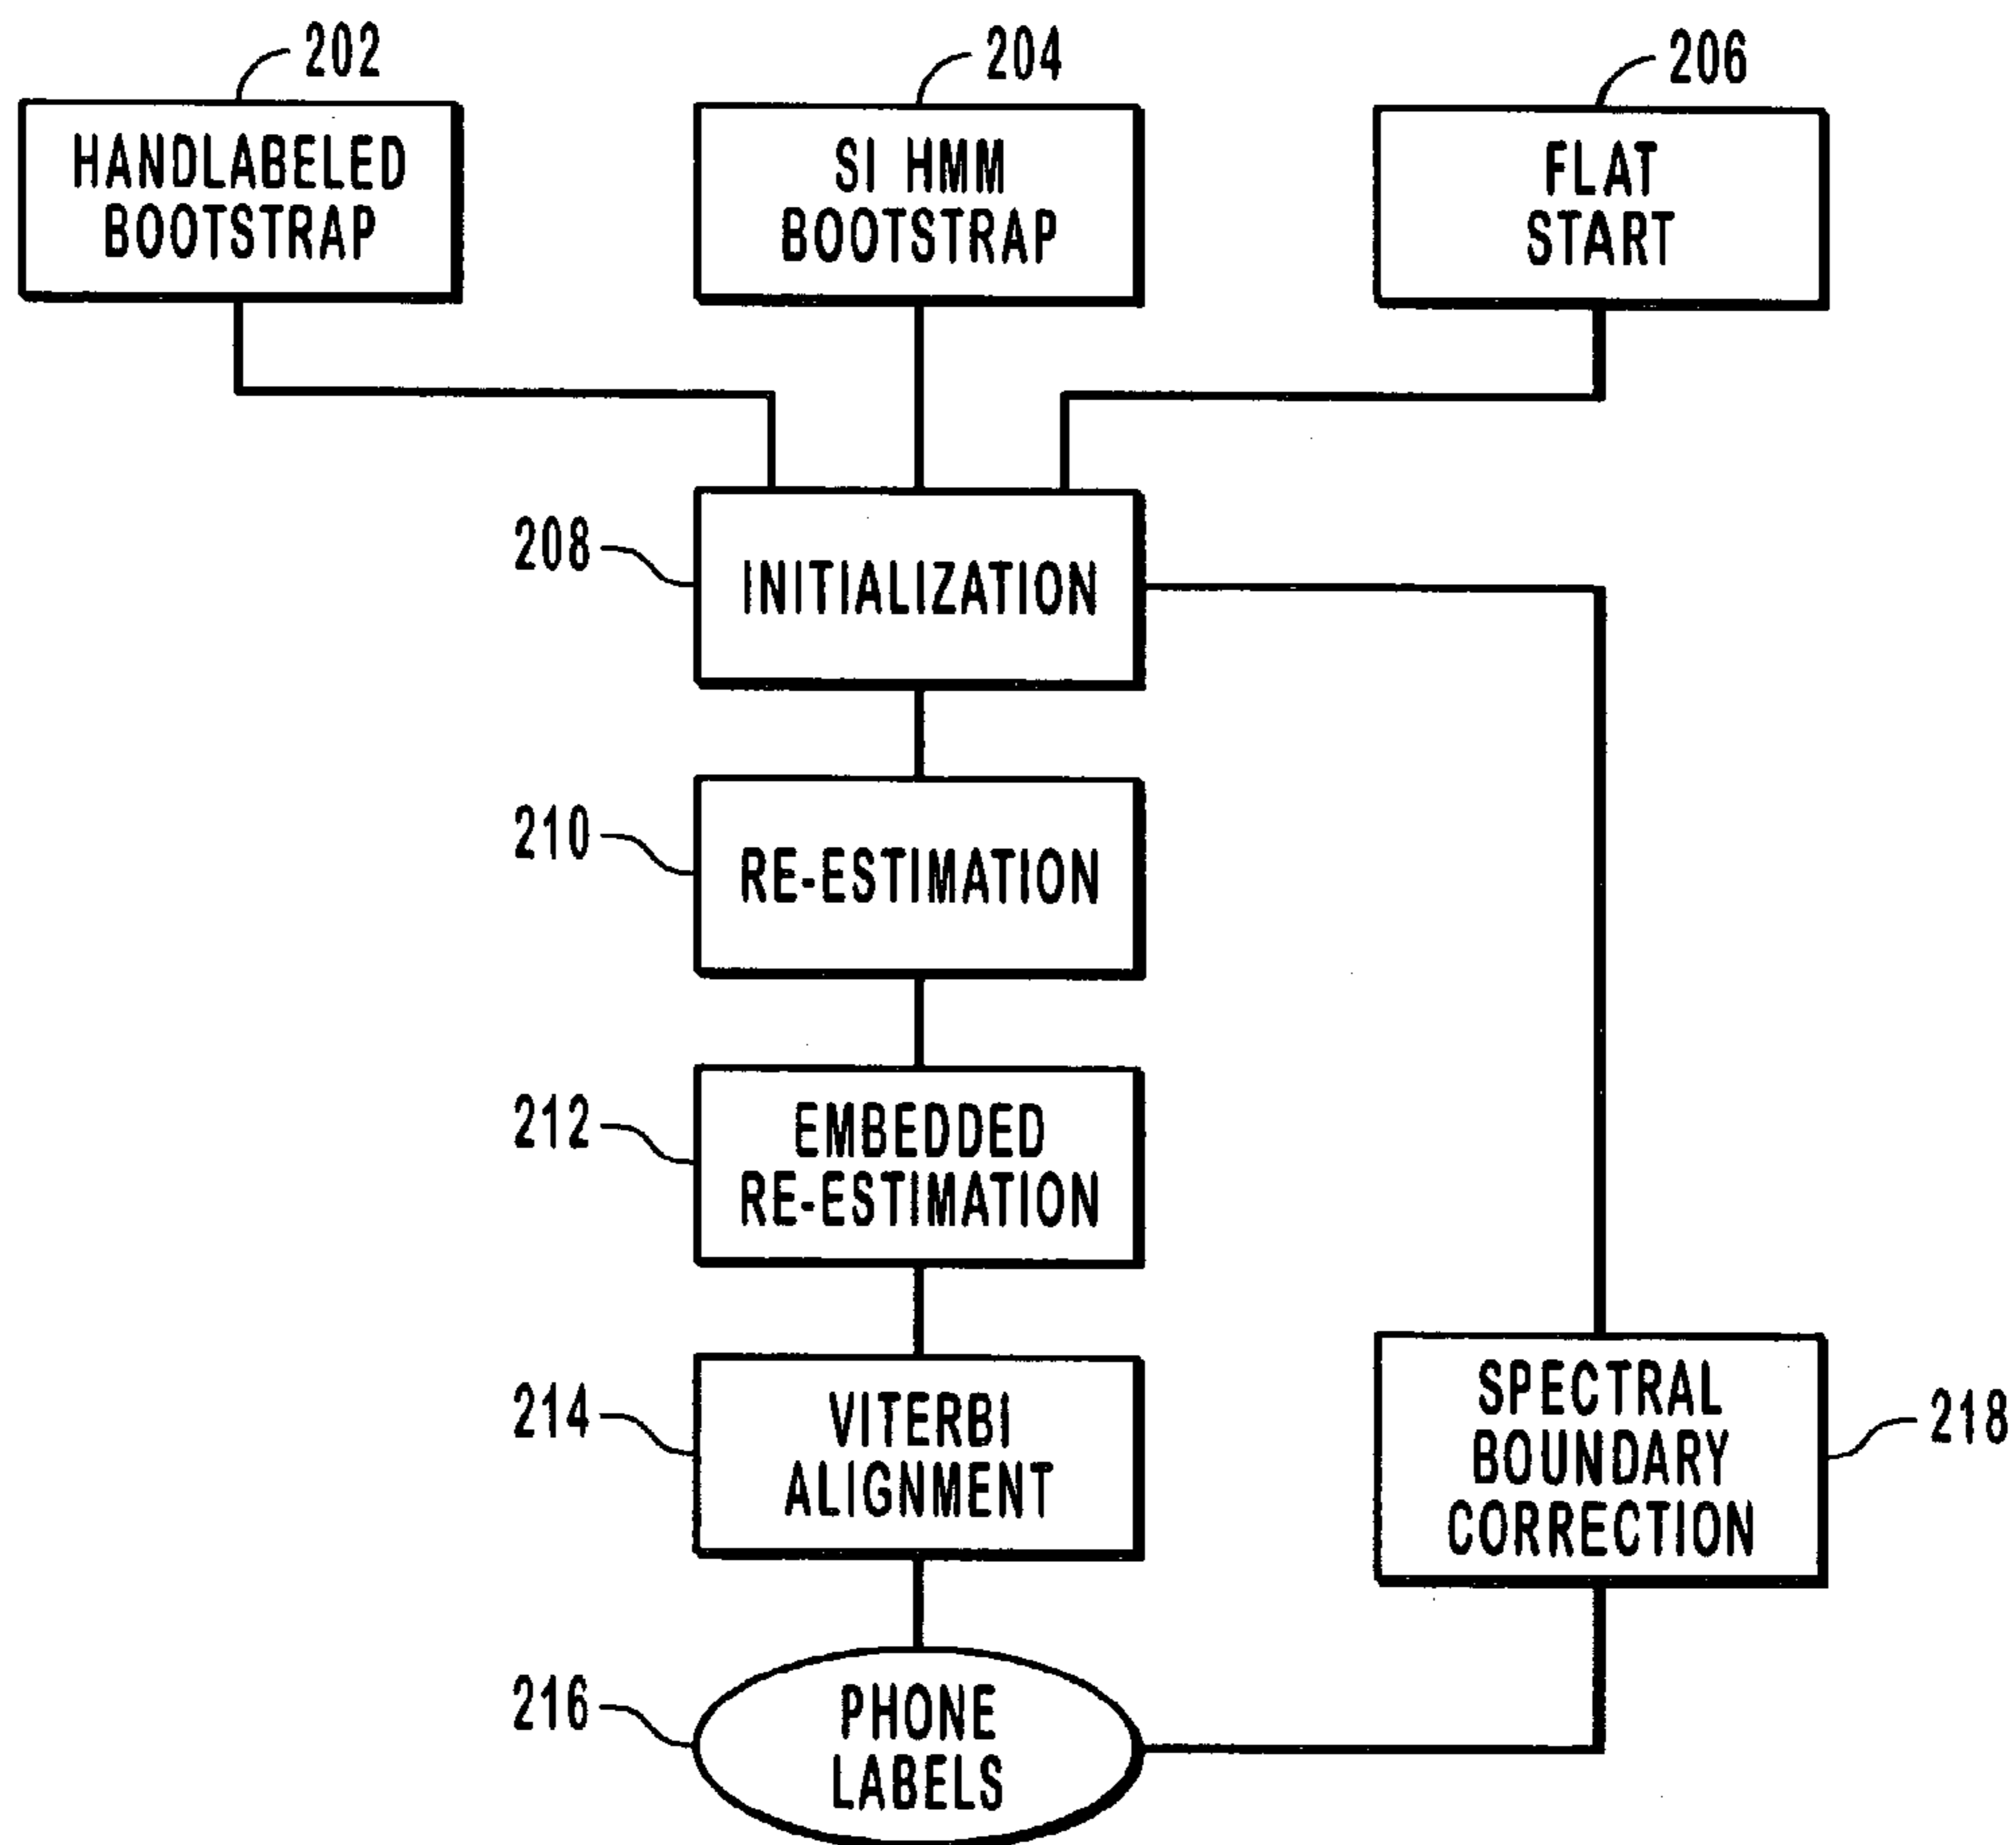 202
204
206
HANDLABELED
BOOTSTRAP
SI HMM
BOOTSTRAP
FLAT
START
208
INITIALIZATION
210
RE-ESTIMATION
212
EMBEDDED
RE-ESTIMATION
214
VITERBI
ALIGNMENT
SPECTRAL
BOUNDARY
CORRECTION
218
216
PHONE
LABELS